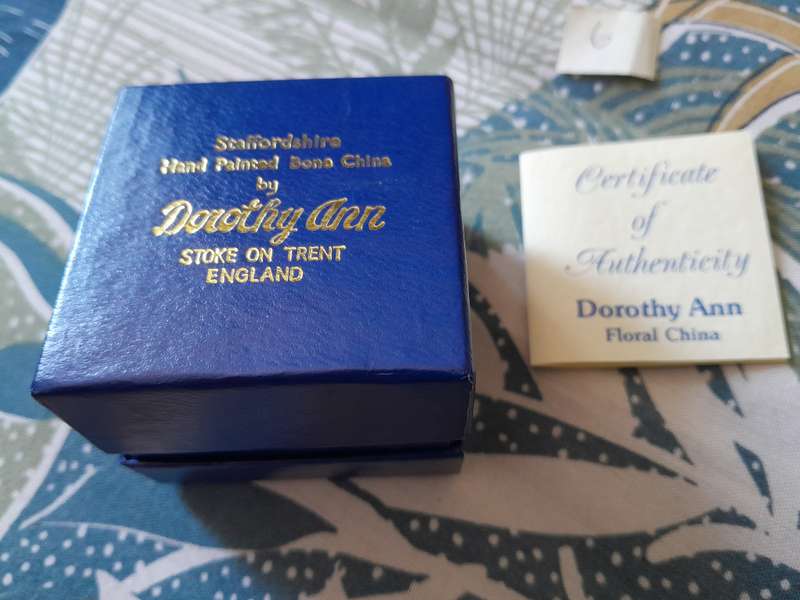 Staffordshire
Hand Painted Bone China
by
Dorothy Ann
STOKE ON TRENT
ENGLAND
6
Certificate
of
Authenticity
Dorothy Ann
Floral China